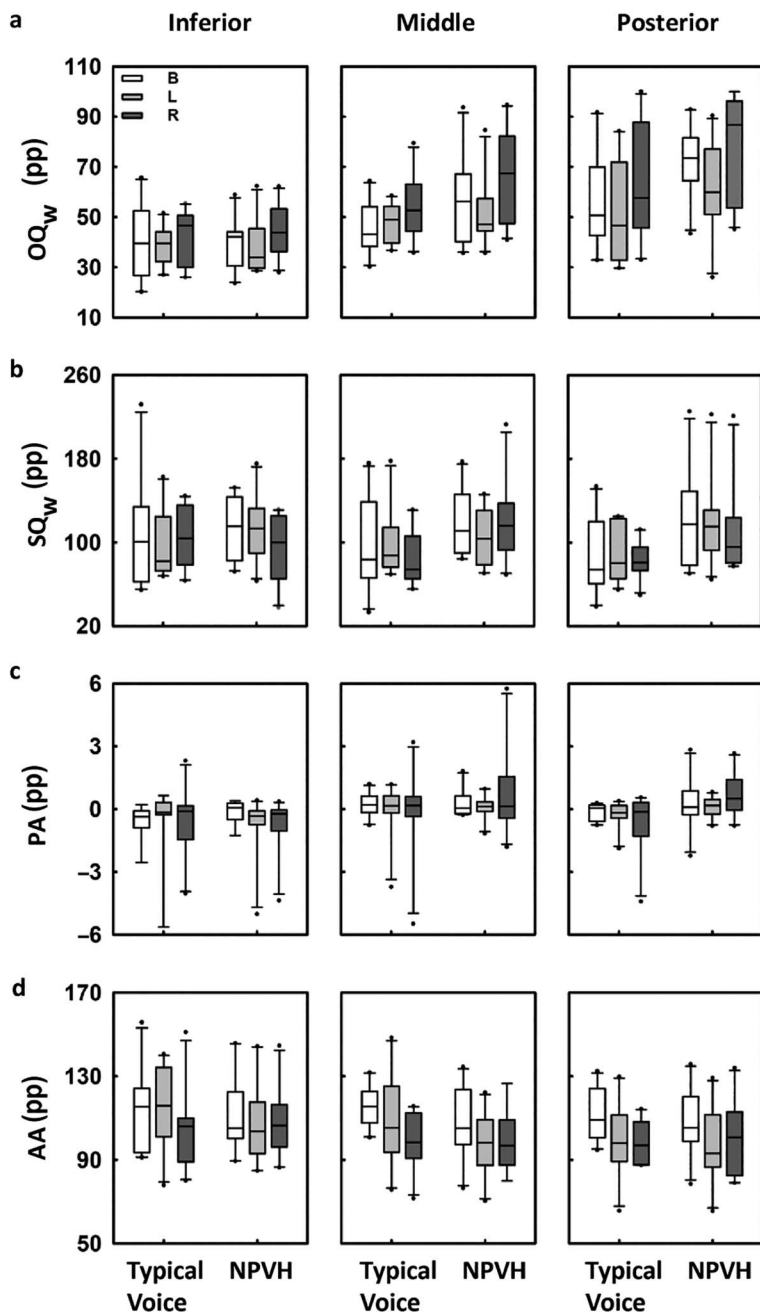 a
Inferior Middle Posterior
110
90
70
50
30
10
OQW (pp)
B
L
R
b
260
180
100
20
SQW (pp)
c
6
3
0
−3
−6
PA (pp)
d
170
130
90
50
AA (pp)
Typical Voice NPVH Typical Voice NPVH Typical Voice NPVH